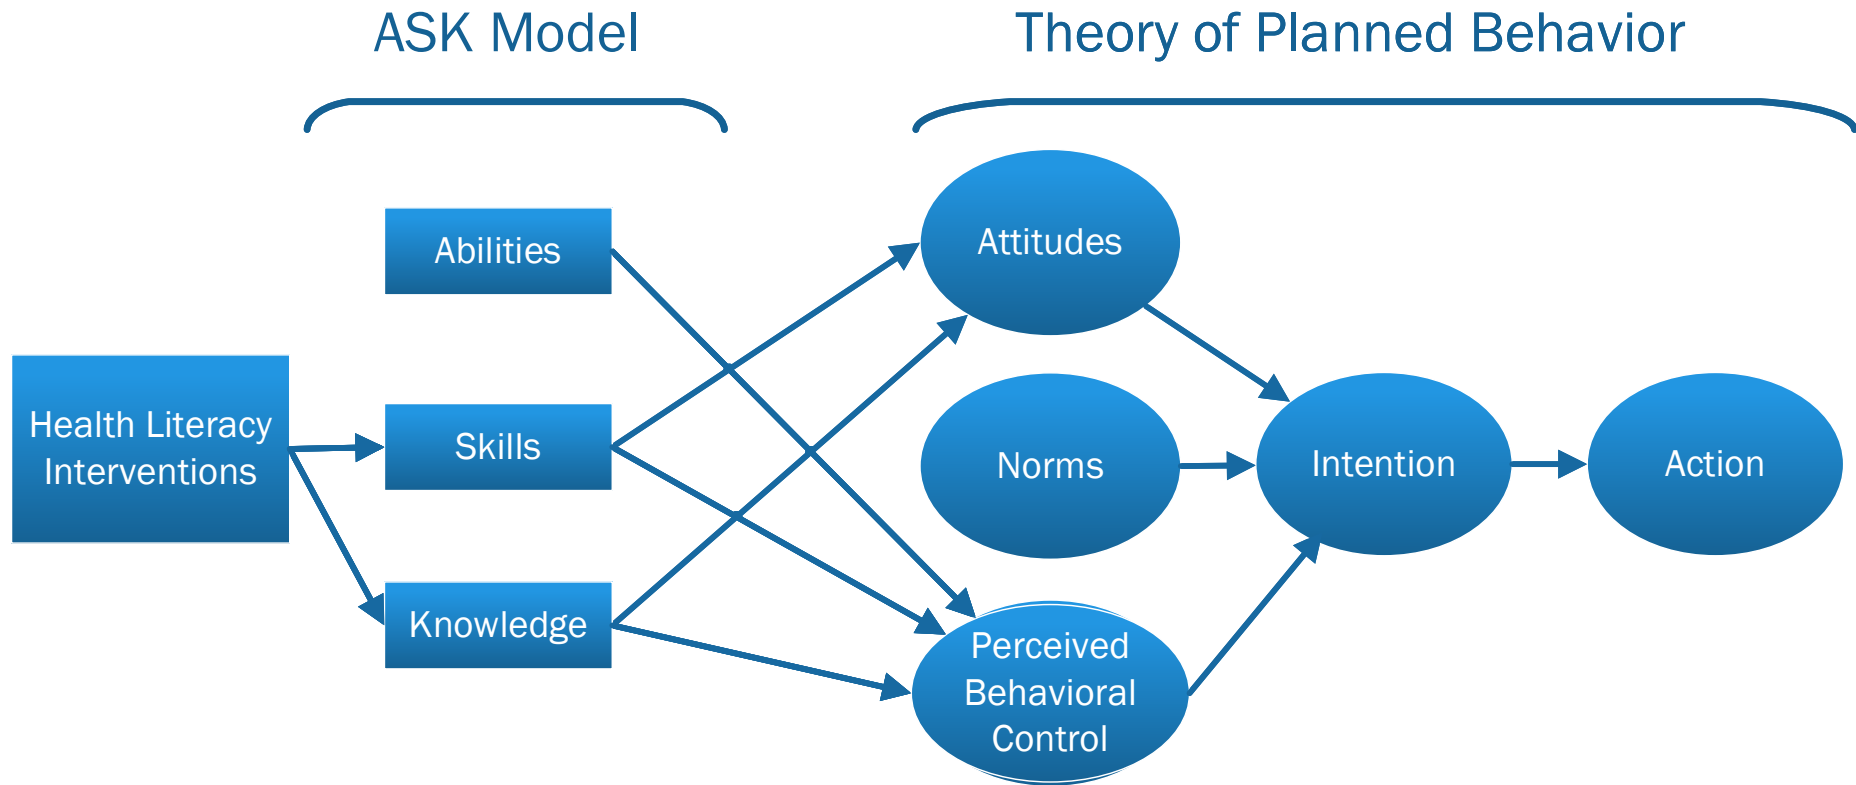 ASK Model
Theory of Planned Behavior
Abilities
Attitudes
Health Literacy
Interventions
Skills
Norms
Intention
Action
Knowledge
Perceived
Behavioral
Control